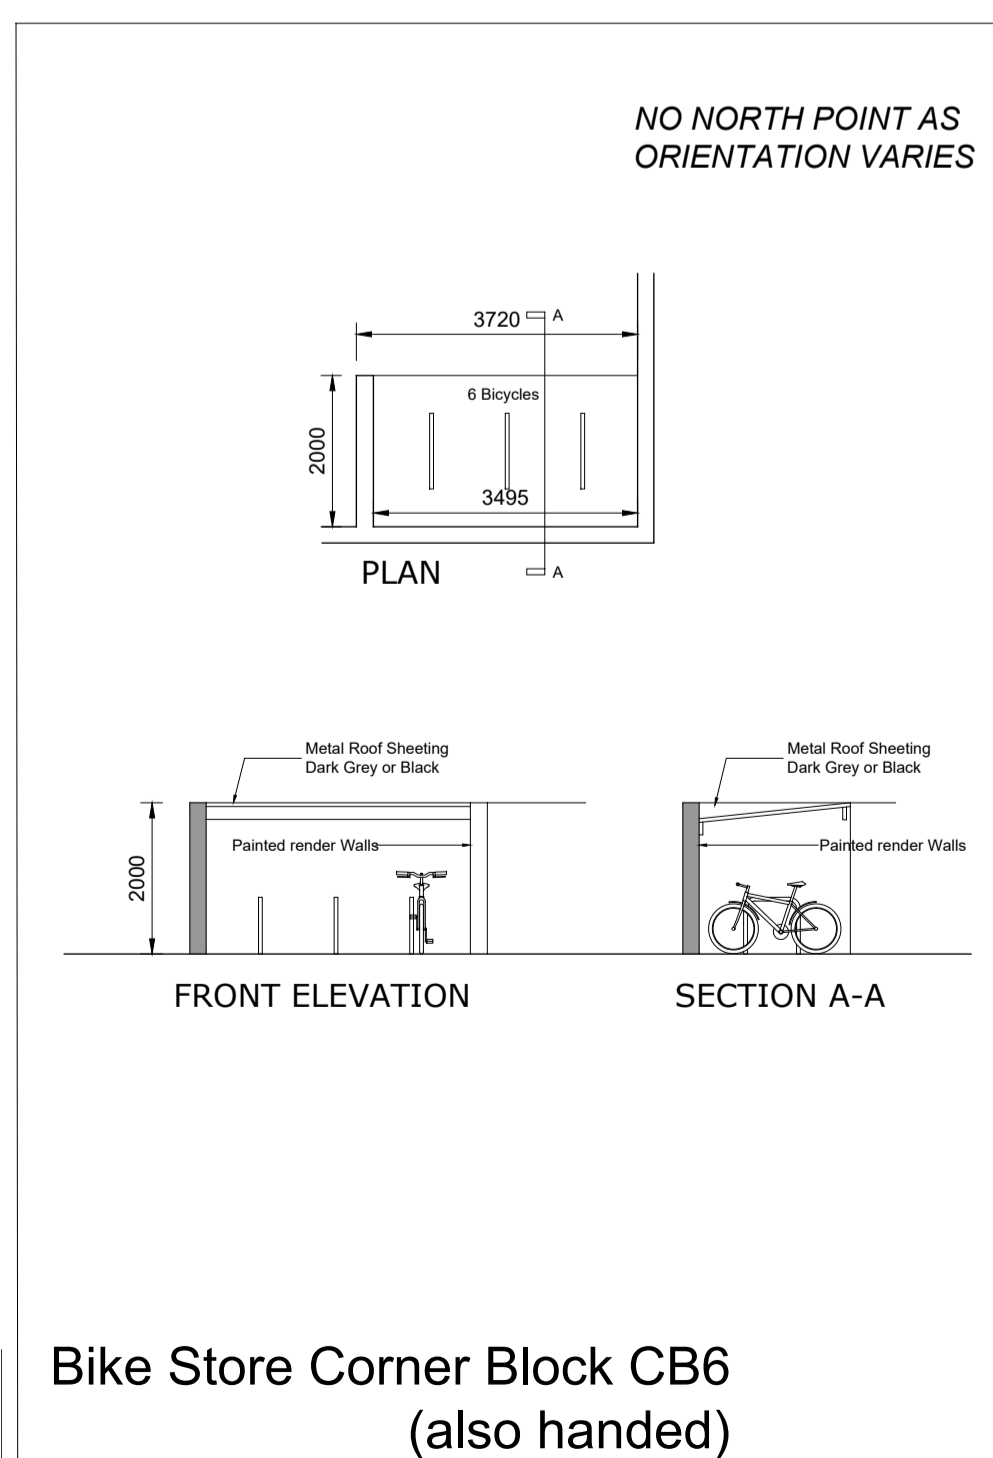 NO NORTH POINT AS
ORIENTATION VARIES
3720
A
6 Bicycles
2000
3495
PLAN
A
Metal Roof Sheeting
Dark Grey or Black
Painted render Walls
2000
FRONT ELEVATION
Metal Roof Sheeting
Dark Grey or Black
Painted render Walls
SECTION A-A
Bike Store Corner Block CB6
(also handed)